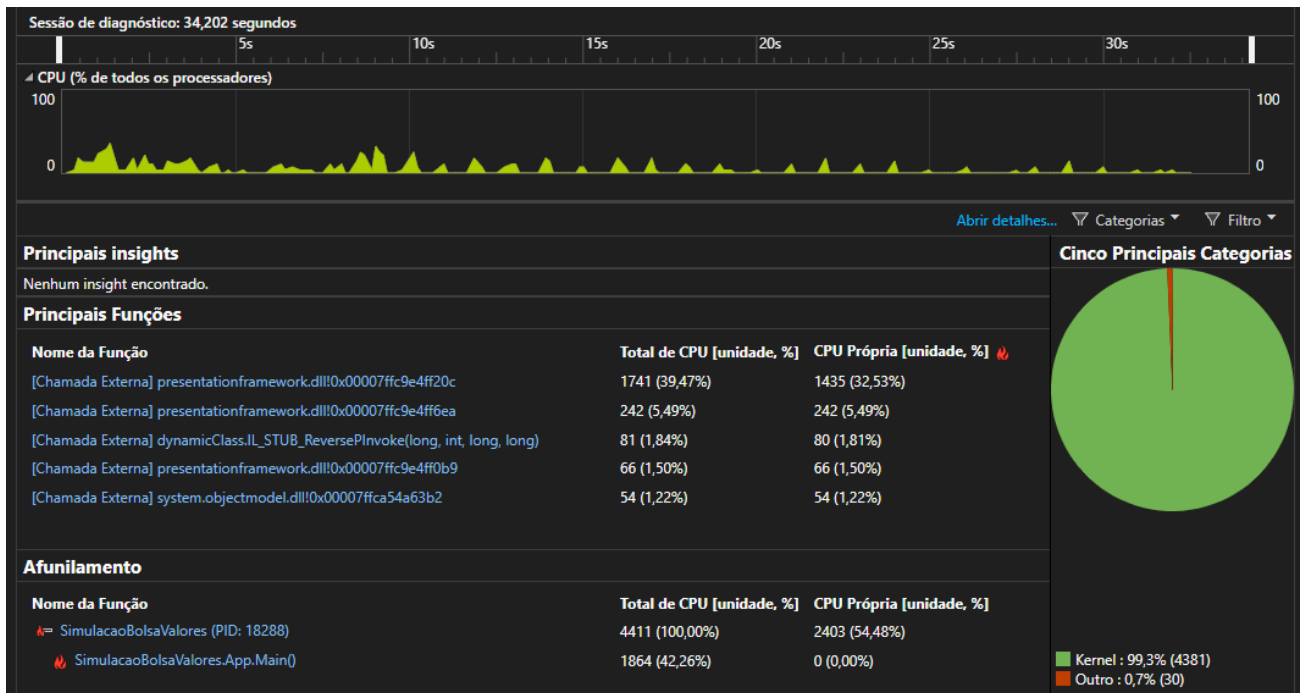 Sessão de diagnóstico: 34,202 segundos
5s 10s 15s 20s 25s 30s
CPU (% de todos os processadores)
100 100
0 0
Abrir detalhes... Categorias Filtro
Principais insights
Nenhum insight encontrado.
Principais Funções
Nome da Função Total de CPU [unidade, %] CPU Própria [unidade, %]
[Chamada Externa] presentationframework.dll!0x00007ffc9e4ff20c 1741 (39,47%) 1435 (32,53%)
[Chamada Externa] presentationframework.dll!0x00007ffc9e4ff6ea 242 (5,49%) 242 (5,49%)
[Chamada Externa] dynamicClass.IL_STUB_ReversePInvoke(long, int, long, long) 81 (1,84%) 80 (1,81%)
[Chamada Externa] presentationframework.dll!0x00007ffc9e4ff0b9 66 (1,50%) 66 (1,50%)
[Chamada Externa] system.objectmodel.dll!0x00007ffca54a63b2 54 (1,22%) 54 (1,22%)
Afunilamento
Nome da Função Total de CPU [unidade, %] CPU Própria [unidade, %]
SimulacaoBolsaValores (PID: 18288) 4411 (100,00%) 2403 (54,48%)
SimulacaoBolsaValores.App.Main() 1864 (42,26%) 0 (0,00%)
Cinco Principais Categorias
Kernel : 99,3% (4381)
Outro : 0,7% (30)